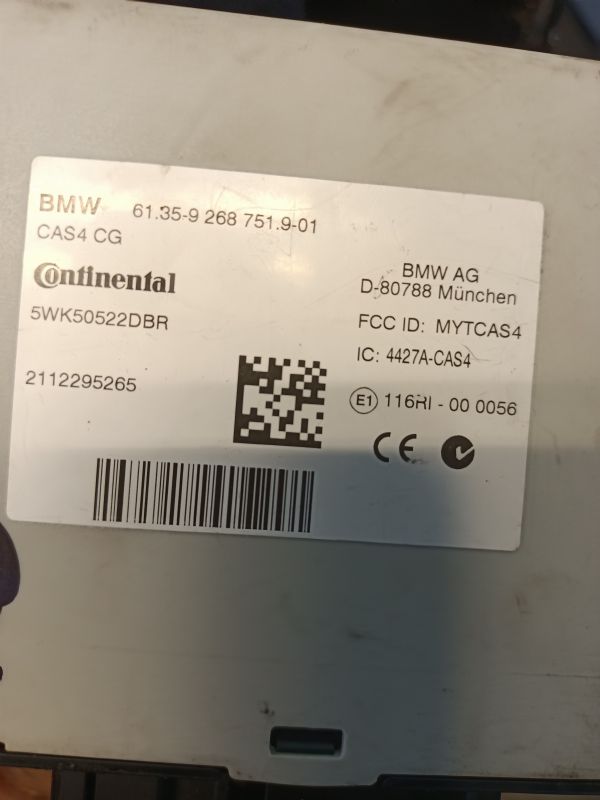 BMW 61.35-9 268 751.9-01
CAS4 CG
Continental
5WK50522DBR
2112295265
BMW AG
D-80788 München
FCC ID: MYTCAS4
IC: 4427A-CAS4
E1 116RI - 00 0056
CE